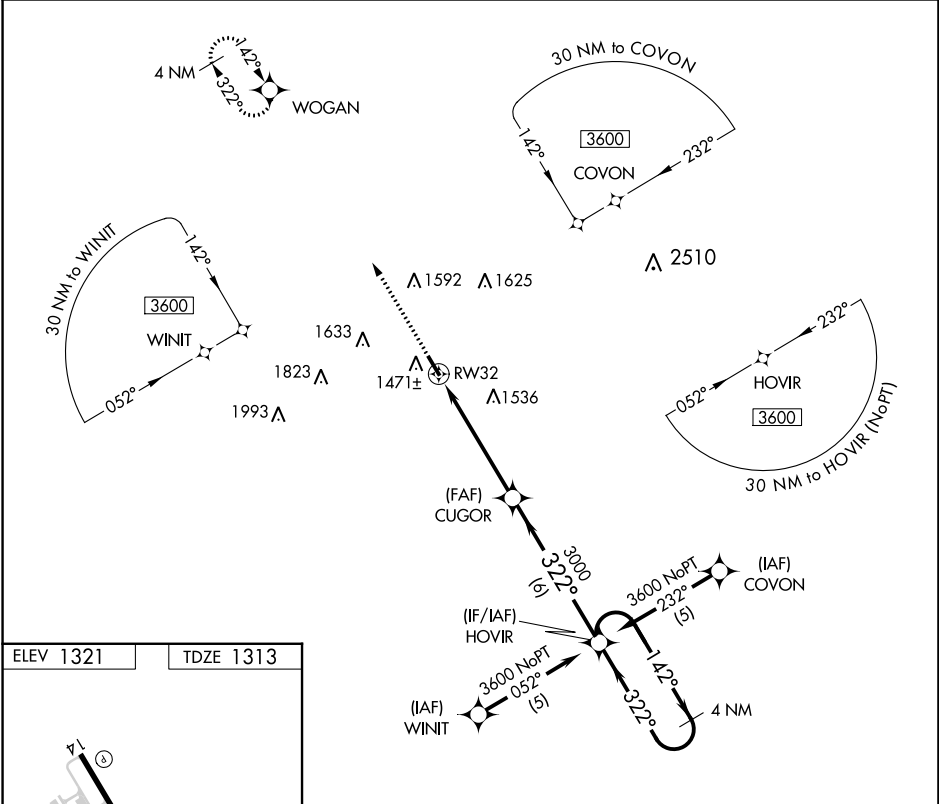 4 NM
142°
322°
WOGAN
30 NM to COVON
142°
3600
COVON
232°
2510
30 NM to WINIT
142°
3600
WINIT
052°
1592
1625
1633
1823
1471±
RW32
1993
1536
232°
052°
HOVIR
3600
30 NM to HOVIR (NoPT)
(FAF)
CUGOR
3000
322°
(6)
3600 NoPT
232°
(5)
(IAF)
COVON
(IF/IAF)
HOVIR
3600 NoPT
052°
(5)
(IAF)
WINIT
142°
322°
4 NM
ELEV 1321
TDZE 1313
14
P